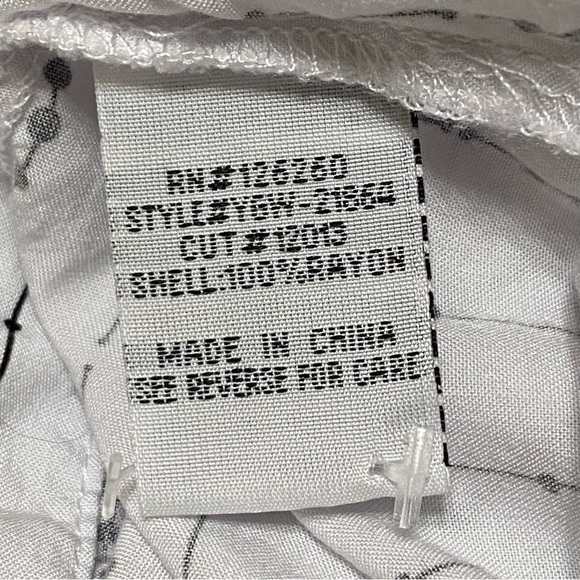 RN#126260
STYLE#YGW-21864
CUT#12013
SHELL:100%RAYON
MADE IN CHINA
SEE REVERSE FOR CARE